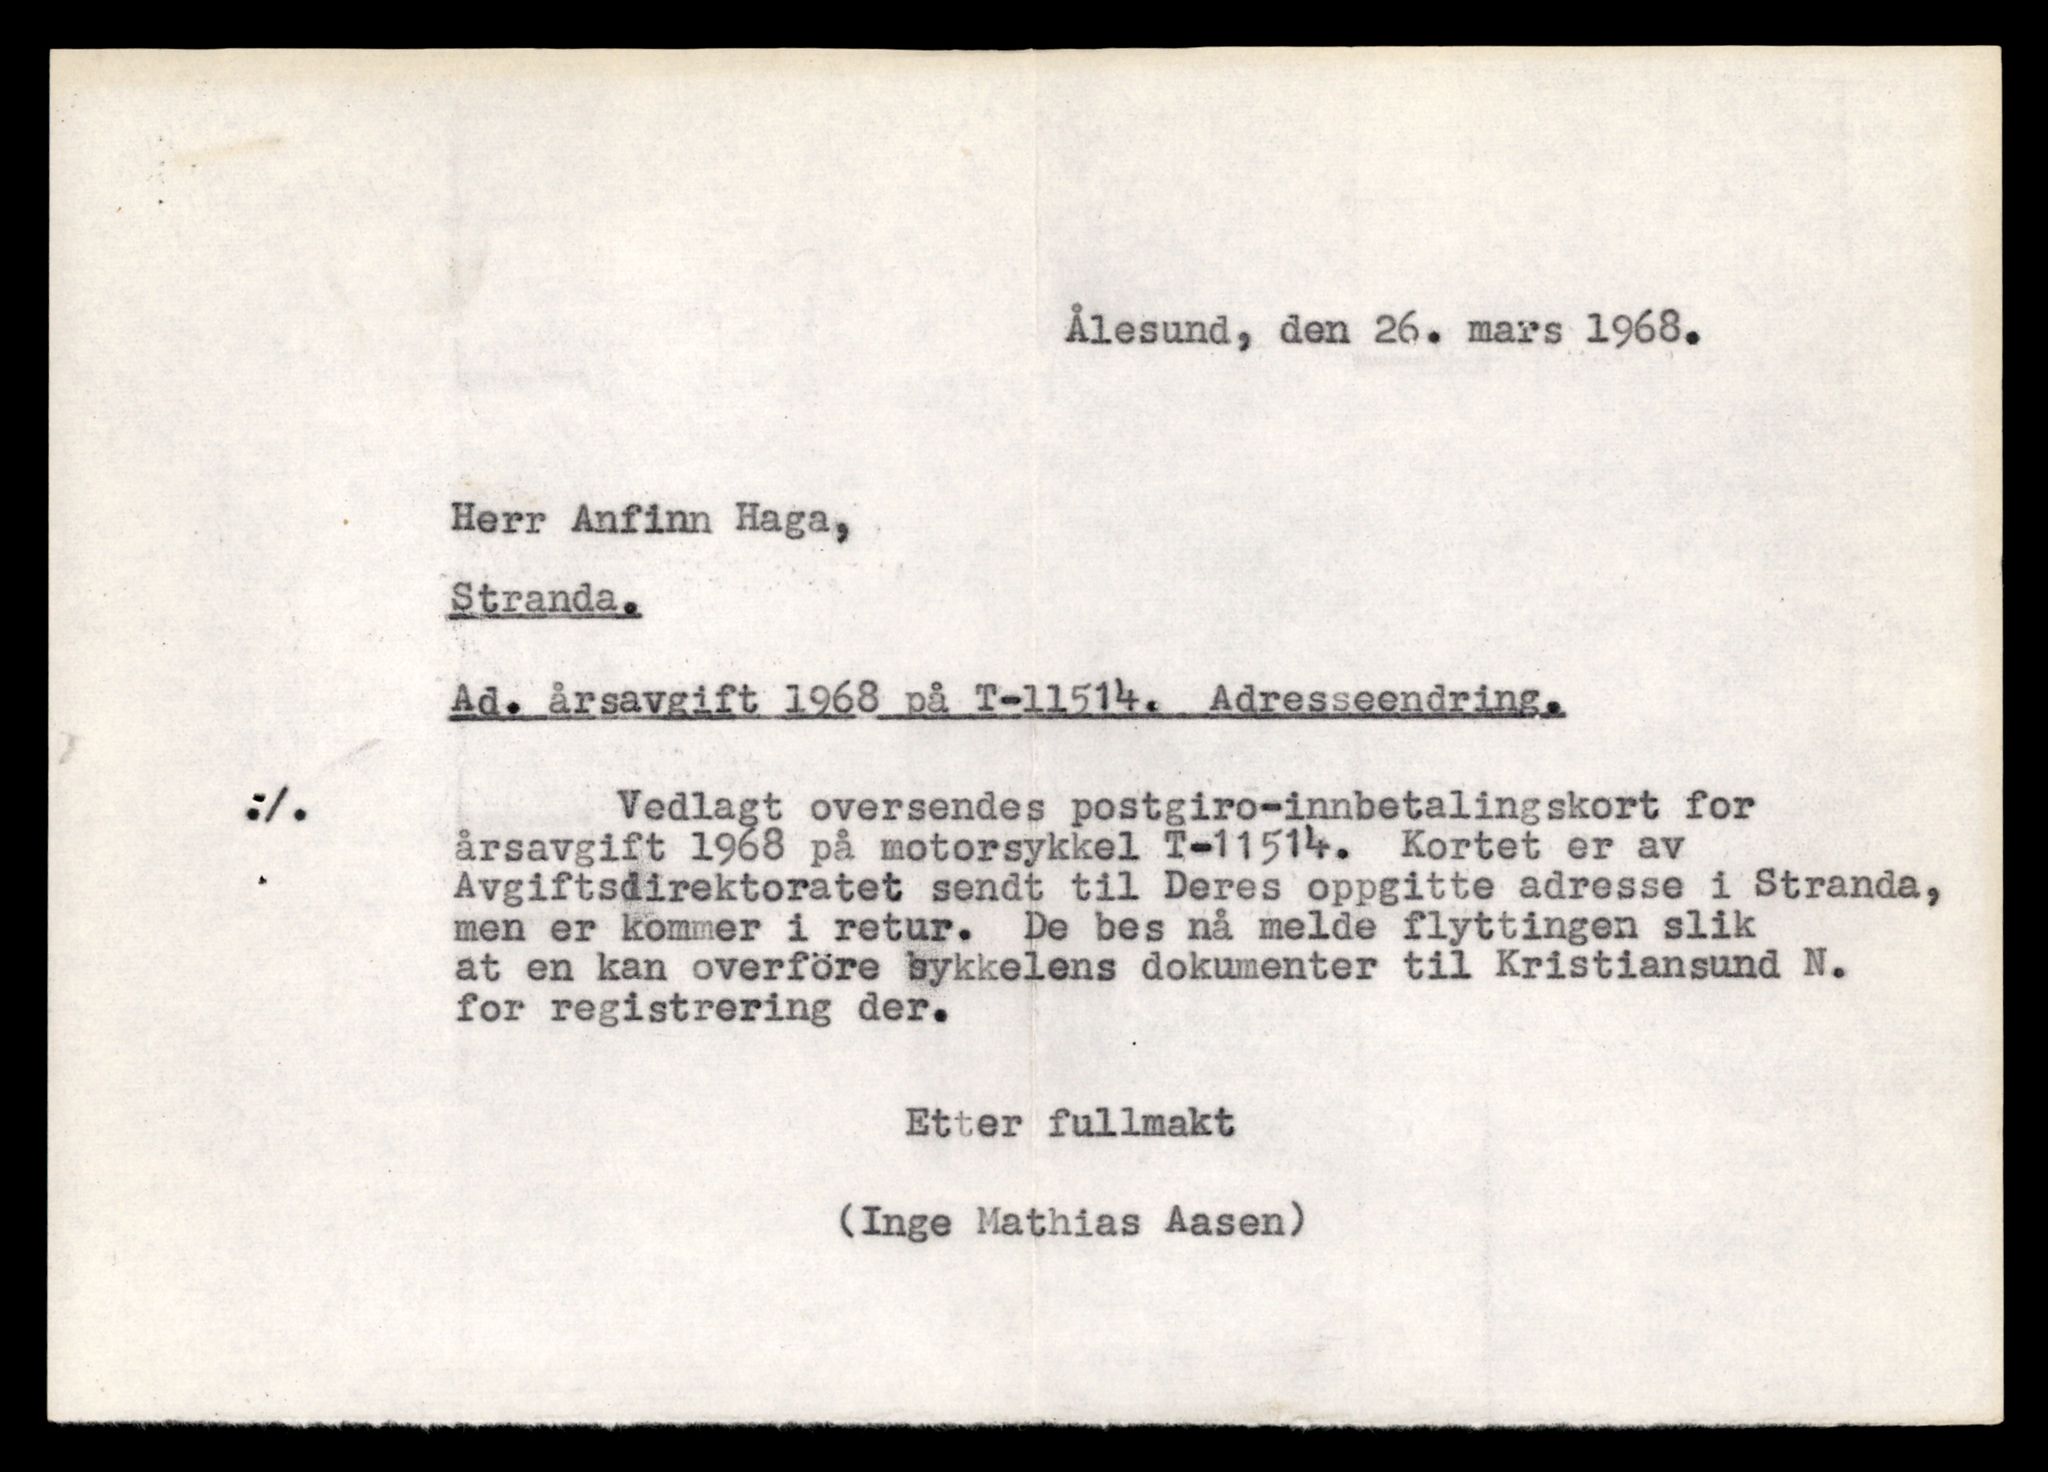 Ålesund, den 26. mars 1968.
Herr Anfinn Haga,
Stranda.
Ad. årsavgift 1968 på T-11514. Adresseendring.
:/. Vedlagt oversendes postgiro-innbetalingskort for
årsavgift 1968 på motorsykkel T-11514. Kortet er av
Avgiftsdirektoratet sendt til Deres oppgitte adresse i Stranda,
men er kommer i retur. De bes nå melde flyttingen slik
at en kan overföre sykkelens dokumenter til Kristiansund N.
for registrering der.
Etter fullmakt
(Inge Mathias Aasen)